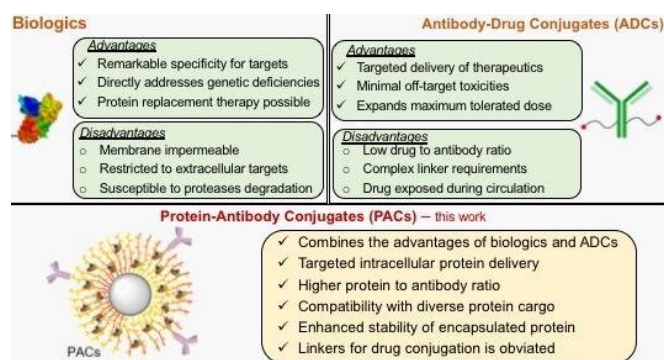 Biologics
Advantages
✓ Remarkable specificity for targets
✓ Directly addresses genetic deficiencies
✓ Protein replacement therapy possible
Disadvantages
○ Membrane impermeable
○ Restricted to extracellular targets
○ Susceptible to proteases degradation
Antibody-Drug Conjugates (ADCs)
Advantages
✓ Targeted delivery of therapeutics
✓ Minimal off-target toxicities
✓ Expands maximum tolerated dose
Disadvantages
○ Low drug to antibody ratio
○ Complex linker requirements
○ Drug exposed during circulation
Protein-Antibody Conjugates (PACs) – this work
PACs
✓ Combines the advantages of biologics and ADCs
✓ Targeted intracellular protein delivery
✓ Higher protein to antibody ratio
✓ Compatibility with diverse protein cargo
✓ Enhanced stability of encapsulated protein
✓ Linkers for drug conjugation is obviated